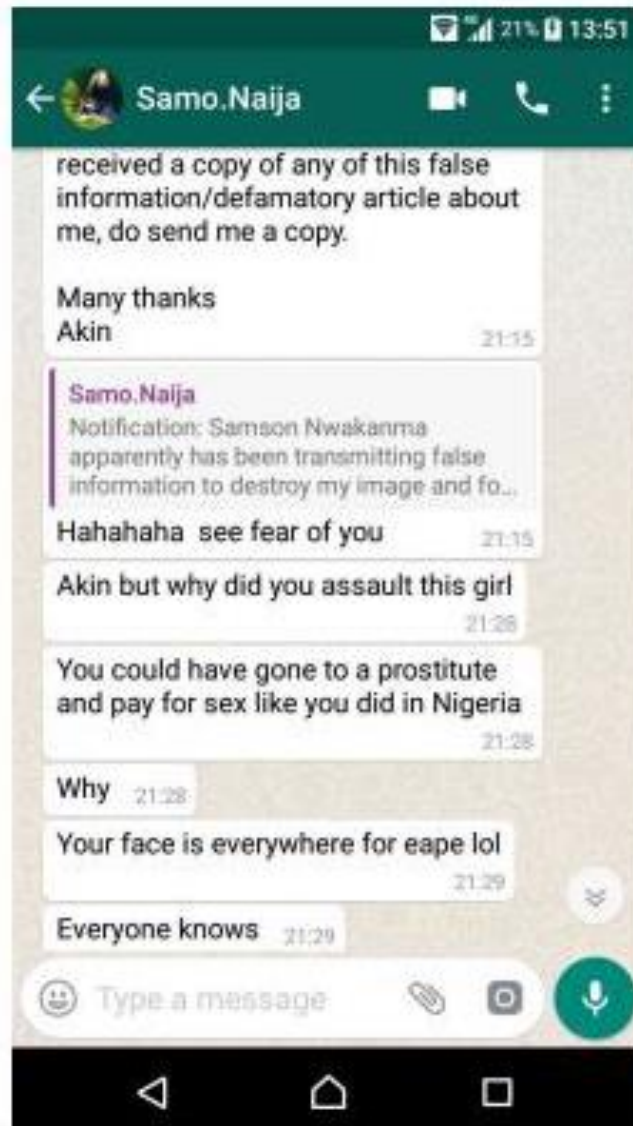 21% 13:51
Samo.Naija
received a copy of any of this false
information/defamatory article about
me, do send me a copy.
Many thanks
Akin
21:15
Samo.Naija
Notification: Samson Nwakanma
apparently has been transmitting false
information to destroy my image and fo...
Hahahaha see fear of you
21:15
Akin but why did you assault this girl
21:28
You could have gone to a prostitute
and pay for sex like you did in Nigeria
21:28
Why 21:28
Your face is everywhere for eape lol
21:29
Everyone knows 21:29
Type a message